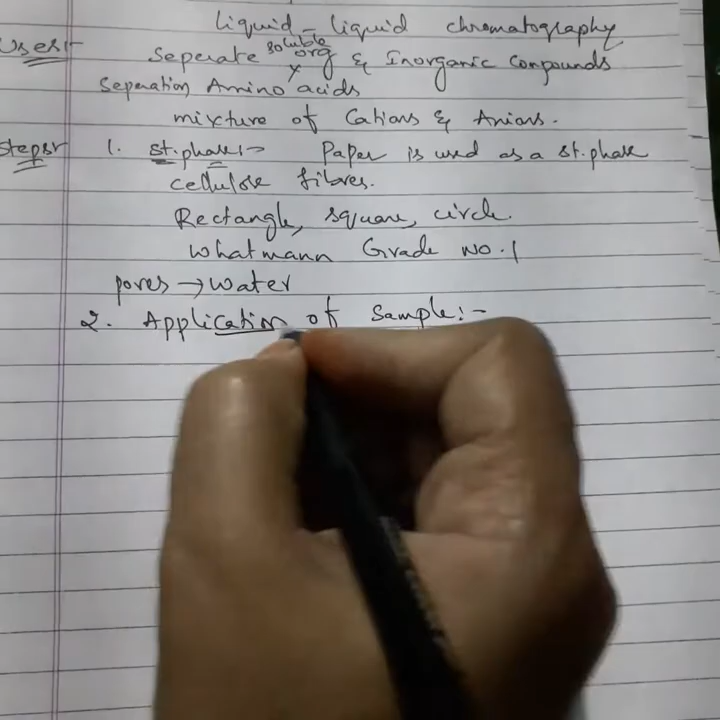 liquid - liquid chromatography
Uses:- Seperate soluble org & Inorganic Compounds
Seperation Amino acids
mixture of Cations & Anions.
Steps:- 1. st.phase:- Paper is used as a st.phase
cellulose fibres.
Rectangle, square, circle.
Whatmann Grade No.1
pores → water
2. Application of Sample:-